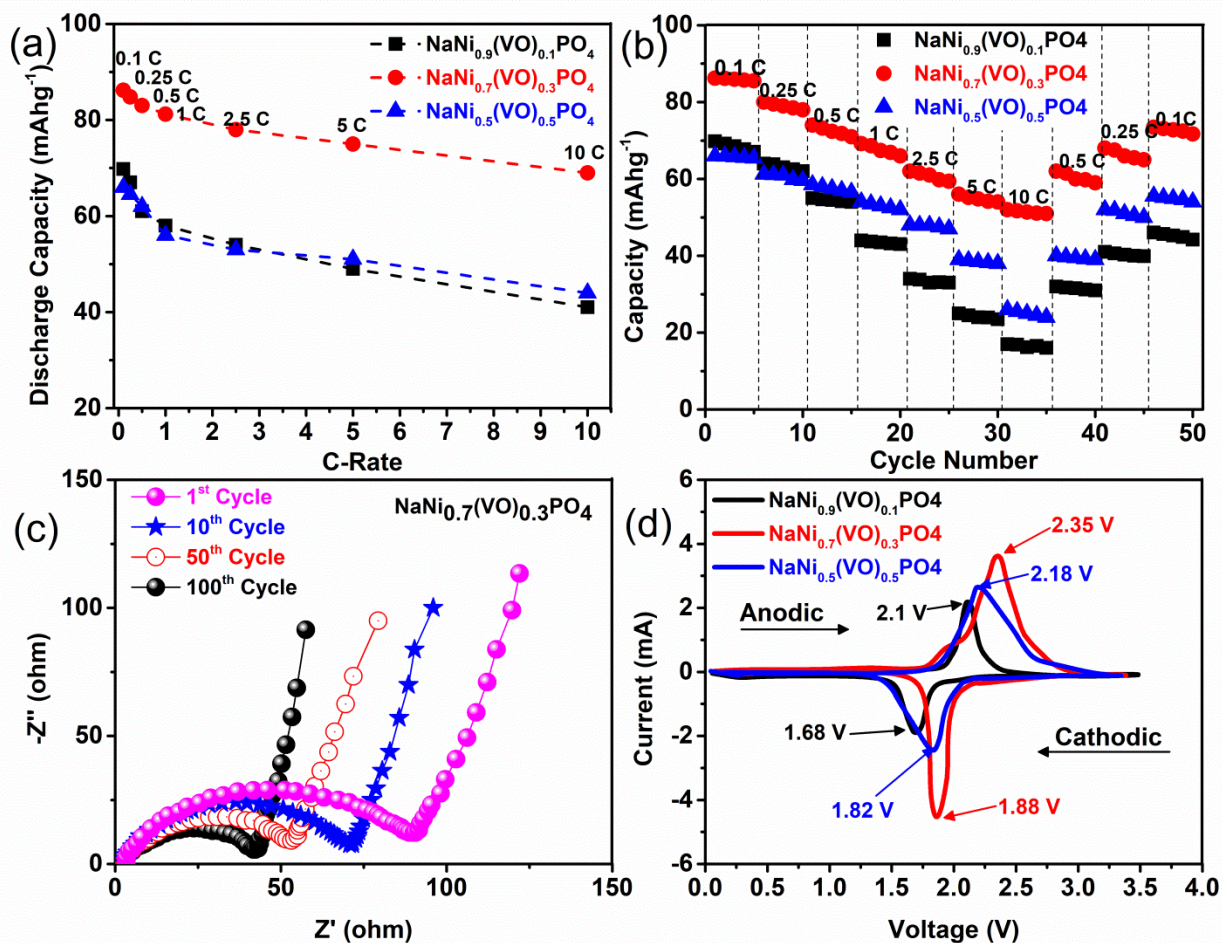 (a)
NaNi0.9(VO)0.1PO4
NaNi0.7(VO)0.3PO4
NaNi0.5(VO)0.5PO4
0.1 C
0.25 C
0.5 C
1 C
2.5 C
5 C
10 C
100
80
60
40
20
0 1 2 3 4 5 6 7 8 9 10
C-Rate
Discharge Capacity (mAhg-1)
(b)
NaNi0.9(VO)0.1PO4
NaNi0.7(VO)0.3PO4
NaNi0.5(VO)0.5PO4
0.1 C
0.25 C
0.5 C
1 C
2.5 C
5 C
10 C
0.5 C
0.25 C
0.1C
100
80
60
40
20
0
0 10 20 30 40 50
Cycle Number
Capacity (mAhg-1)
(c)
1st Cycle
10th Cycle
50th Cycle
100th Cycle
NaNi0.7(VO)0.3PO4
150
100
50
0
0 50 100 150
Z' (ohm)
-Z'' (ohm)
(d)
NaNi0.9(VO)0.1PO4
NaNi0.7(VO)0.3PO4
NaNi0.5(VO)0.5PO4
2.35 V
2.18 V
2.1 V
Anodic
1.68 V
Cathodic
1.82 V
1.88 V
6
4
2
0
-2
-4
-6
0.0 0.5 1.0 1.5 2.0 2.5 3.0 3.5 4.0
Voltage (V)
Current (mA)